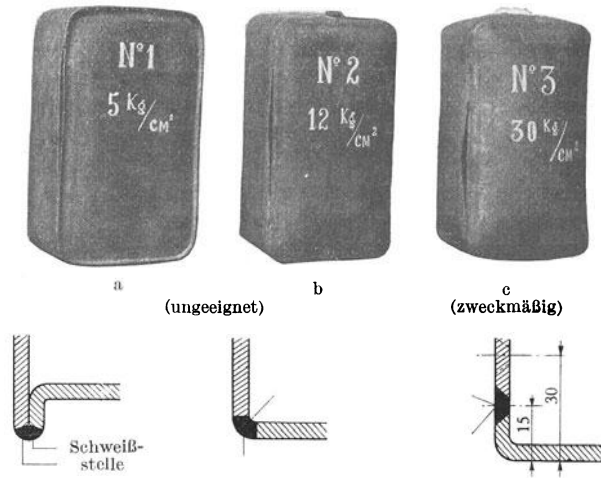 N° 1
5 Kg/CM²
N° 2
12 Kg/CM²
N° 3
30 Kg/CM²
a
b
c
(ungeeignet)
(zweckmäßig)
Schweiß-
stelle
15
30